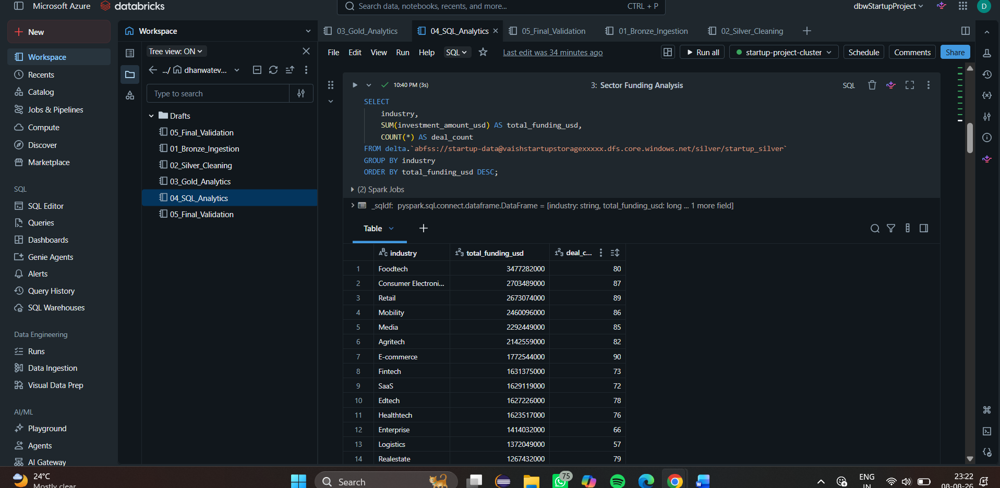 Microsoft Azure
databricks
Search data, notebooks, recents, and more...
CTRL + P
dbwStartupProject
D
New
Workspace
Recents
Catalog
Jobs & Pipelines
Compute
Discover
Marketplace
SQL
SQL Editor
Queries
Dashboards
Genie Agents
Alerts
Query History
SQL Warehouses
Data Engineering
Runs
Data Ingestion
Visual Data Prep
AI/ML
Playground
Agents
AI Gateway
Workspace
Tree view: ON
.../ dhanwatev...
Type to search
Drafts
05_Final_Validation
01_Bronze_Ingestion
02_Silver_Cleaning
03_Gold_Analytics
04_SQL_Analytics
05_Final_Validation
03_Gold_Analytics
04_SQL_Analytics
05_Final_Validation
01_Bronze_Ingestion
02_Silver_Cleaning
File Edit View Run Help SQL Last edit was 34 minutes ago
Run all
startup-project-cluster
Schedule
Comments
Share
10:40 PM (3s)
3: Sector Funding Analysis
SQL
SELECT
industry,
SUM(investment_amount_usd) AS total_funding_usd,
COUNT(*) AS deal_count
FROM delta.`abfss://startup-data@vaishstartupstoragexxxxx.dfs.core.windows.net/silver/startup_silver`
GROUP BY industry
ORDER BY total_funding_usd DESC;
(2) Spark Jobs
_sqldf: pyspark.sql.connect.dataframe.DataFrame = [industry: string, total_funding_usd: long ... 1 more field]
Table
industry total_funding_usd deal_c...
1 Foodtech 3477282000 80
2 Consumer Electroni... 2703489000 87
3 Retail 2673074000 89
4 Mobility 2460096000 86
5 Media 2292449000 85
6 Agritech 2142559000 82
7 E-commerce 1772544000 90
8 Fintech 1631375000 73
9 SaaS 1629119000 72
10 Edtech 1627226000 78
11 Healthtech 1623517000 76
12 Enterprise 1414032000 66
13 Logistics 1372049000 57
14 Realestate 1267432000 79
24°C
Mostly clear
Search
75
ENG
IN
23:22
08-08-26